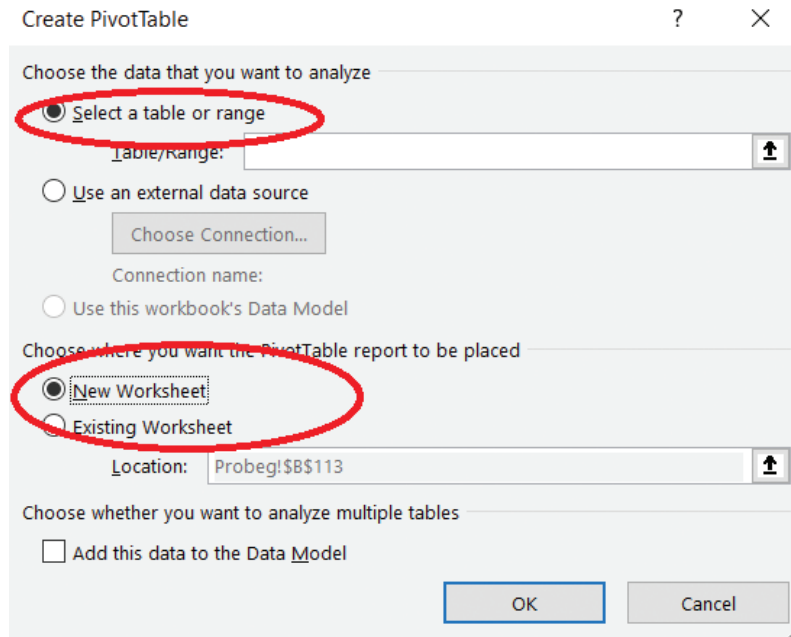 Create PivotTable ?
Choose the data that you want to analyze
Select a table or range
Table/Range:
Use an external data source
Choose Connection...
Connection name:
Use this workbook's Data Model
Choose where you want the PivotTable report to be placed
New Worksheet
Existing Worksheet
Location: Probeg!$B$113
Choose whether you want to analyze multiple tables
Add this data to the Data Model
OK Cancel